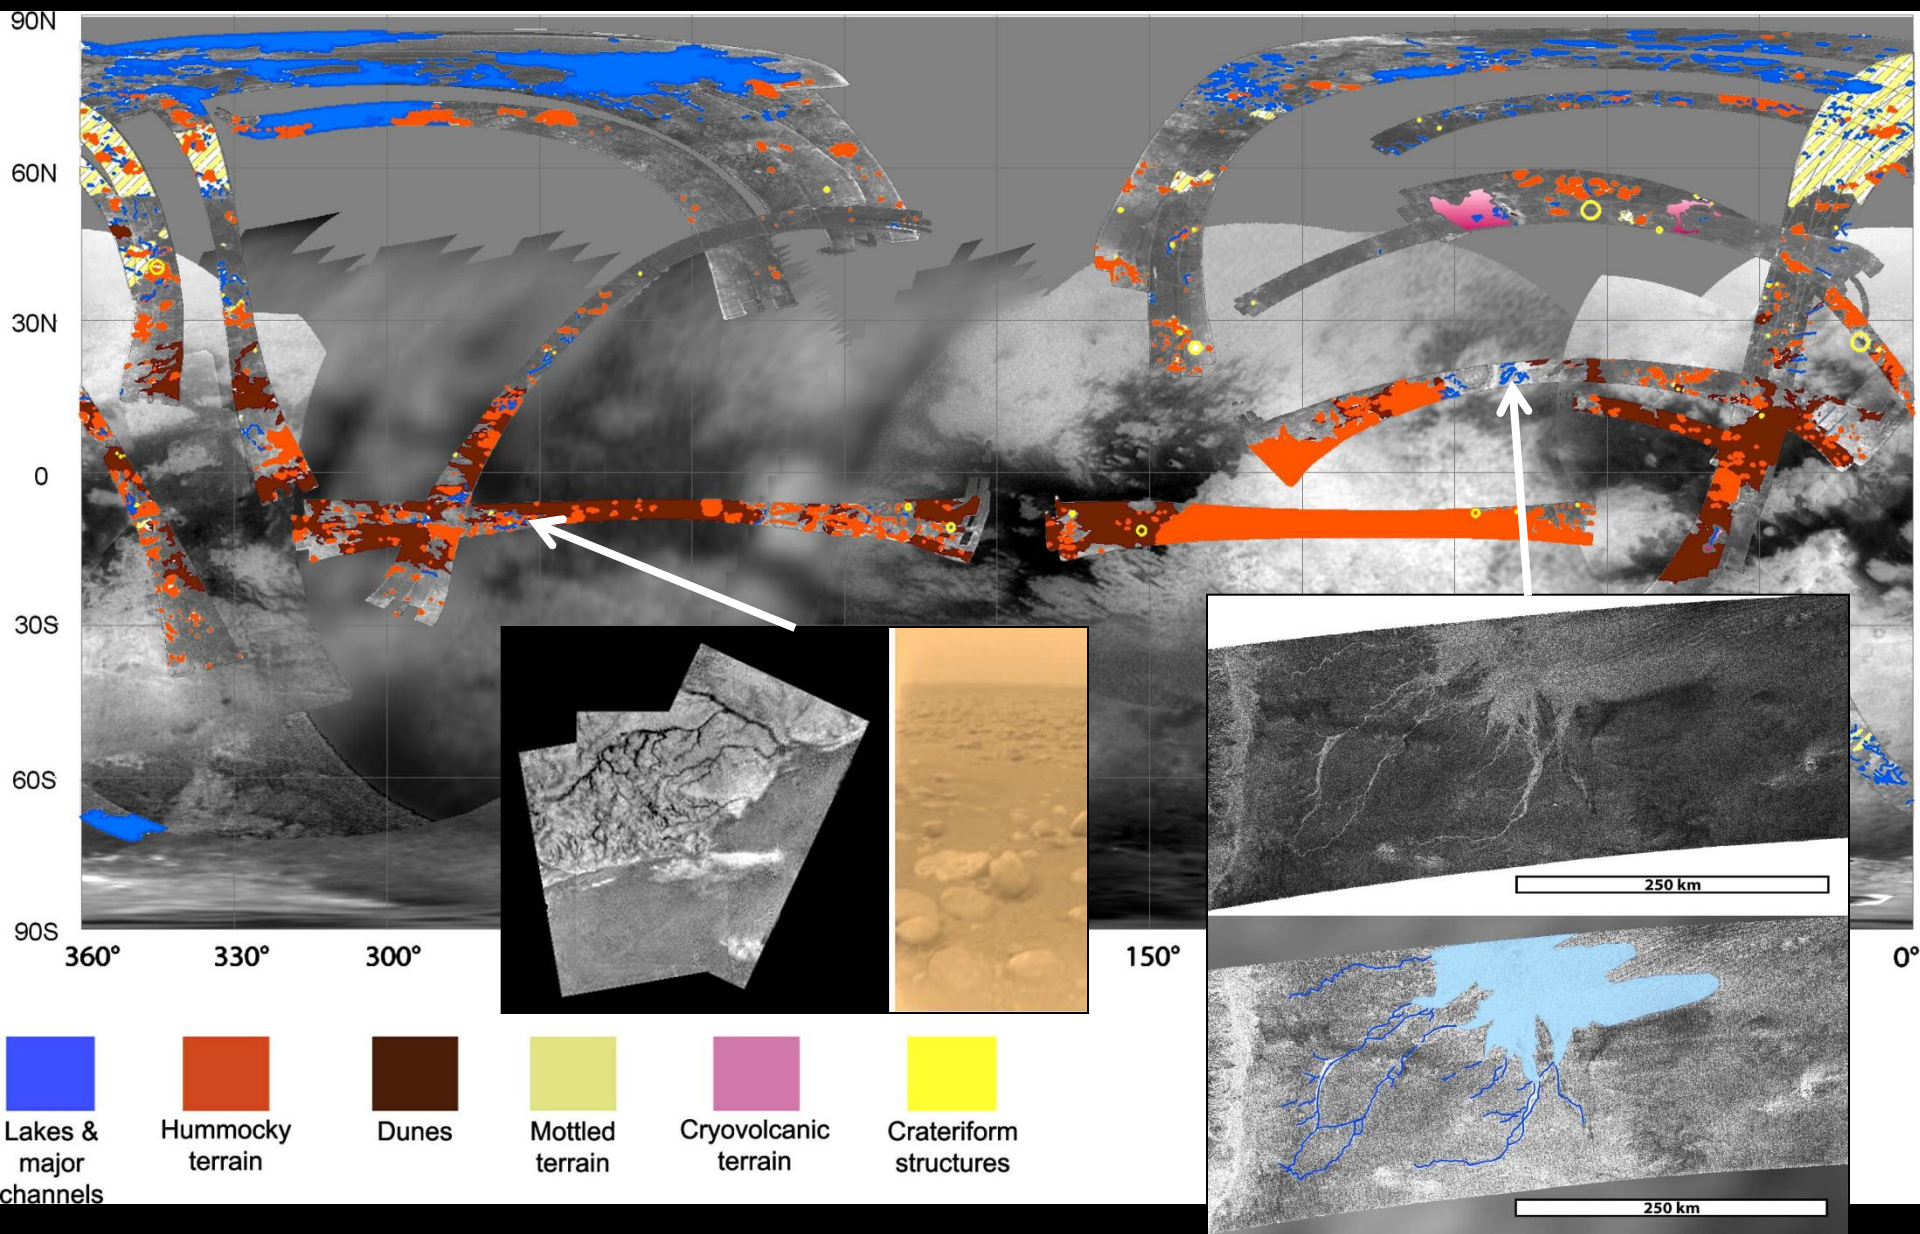 90N
60N
30N
0
30S
60S
90S
360°
330°
300°
150°
0°
250 km
250 km
Lakes &
major
channels
Hummocky
terrain
Dunes
Mottled
terrain
Cryovolcanic
terrain
Crateriform
structures